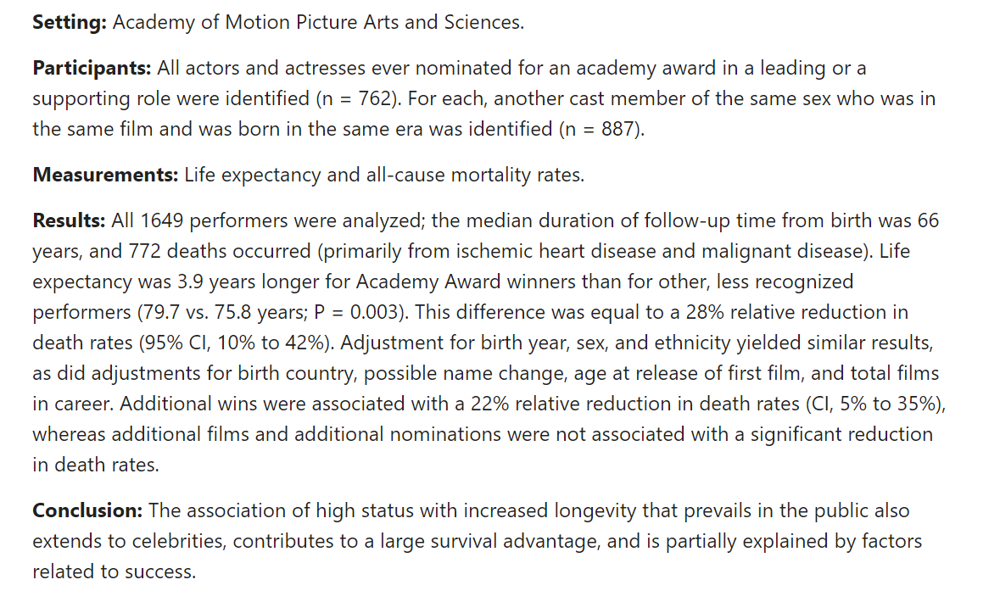 Setting: Academy of Motion Picture Arts and Sciences.
Participants: All actors and actresses ever nominated for an academy award in a leading or a
supporting role were identified (n = 762). For each, another cast member of the same sex who was in
the same film and was born in the same era was identified (n = 887).
Measurements: Life expectancy and all-cause mortality rates.
Results: All 1649 performers were analyzed; the median duration of follow-up time from birth was 66
years, and 772 deaths occurred (primarily from ischemic heart disease and malignant disease). Life
expectancy was 3.9 years longer for Academy Award winners than for other, less recognized
performers (79.7 vs. 75.8 years; P = 0.003). This difference was equal to a 28% relative reduction in
death rates (95% CI, 10% to 42%). Adjustment for birth year, sex, and ethnicity yielded similar results,
as did adjustments for birth country, possible name change, age at release of first film, and total films
in career. Additional wins were associated with a 22% relative reduction in death rates (CI, 5% to 35%),
whereas additional films and additional nominations were not associated with a significant reduction
in death rates.
Conclusion: The association of high status with increased longevity that prevails in the public also
extends to celebrities, contributes to a large survival advantage, and is partially explained by factors
related to success.